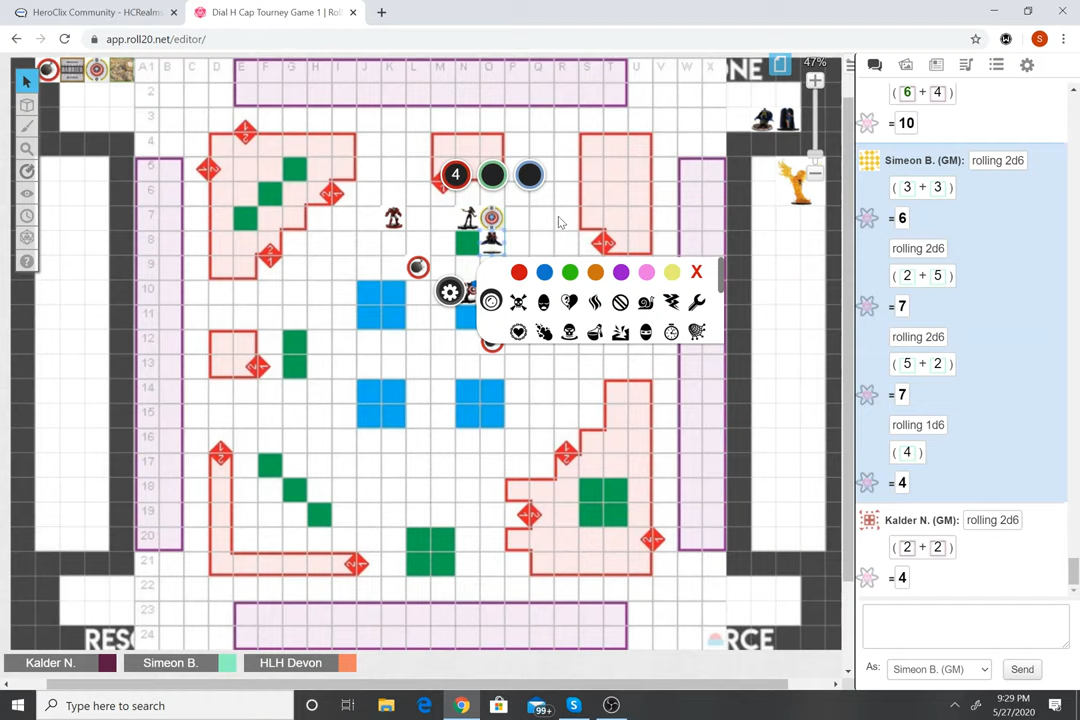 HeroClix Community - HCRealms
Dial H Cap Tourney Game 1 | Roll
app.roll20.net/editor/
S
A1 B C D E F G H I J K L M N O P Q R S T U V W X
ONE
47%
2
3
4
5
6
7
8
9
10
11
12
13
14
15
16
17
18
19
20
21
22
23
24
4
X
RESO
RCE
Kalder N.
Simeon B.
HLH Devon
( 6 + 4 )
= 10
Simeon B. (GM): rolling 2d6
( 3 + 3 )
= 6
rolling 2d6
( 2 + 5 )
= 7
rolling 2d6
( 5 + 2 )
= 7
rolling 1d6
( 4 )
= 4
Kalder N. (GM): rolling 2d6
( 2 + 2 )
= 4
As: Simeon B. (GM) Send
Type here to search
99+
9:29 PM
5/27/2020